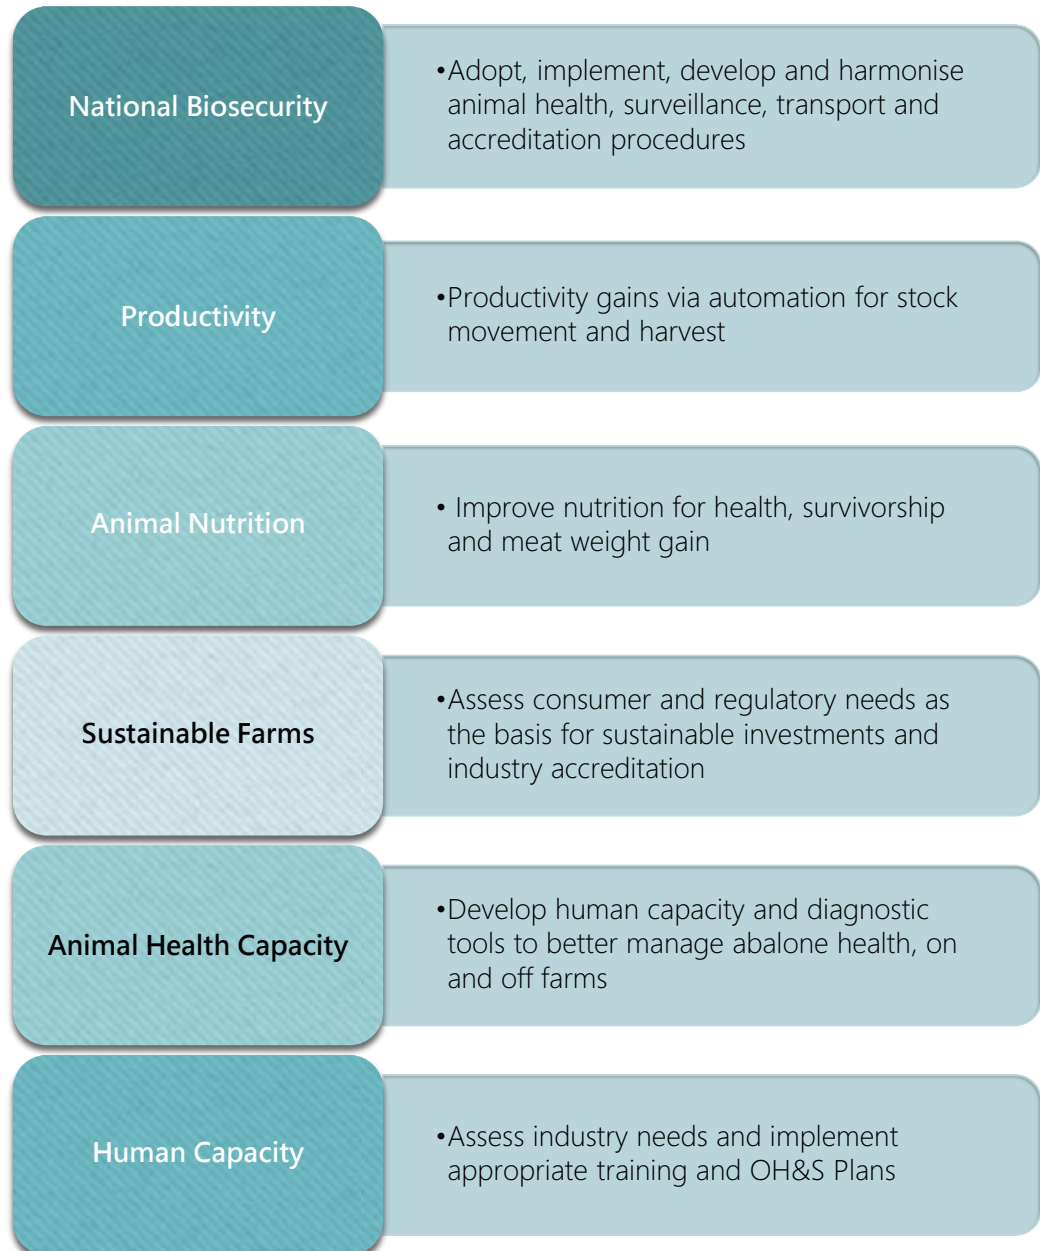 National Biosecurity
•Adopt, implement, develop and harmonise
animal health, surveillance, transport and
accreditation procedures
Productivity
•Productivity gains via automation for stock
movement and harvest
Animal Nutrition
• Improve nutrition for health, survivorship
and meat weight gain
Sustainable Farms
•Assess consumer and regulatory needs as
the basis for sustainable investments and
industry accreditation
Animal Health Capacity
•Develop human capacity and diagnostic
tools to better manage abalone health, on
and off farms
Human Capacity
•Assess industry needs and implement
appropriate training and OH&S Plans